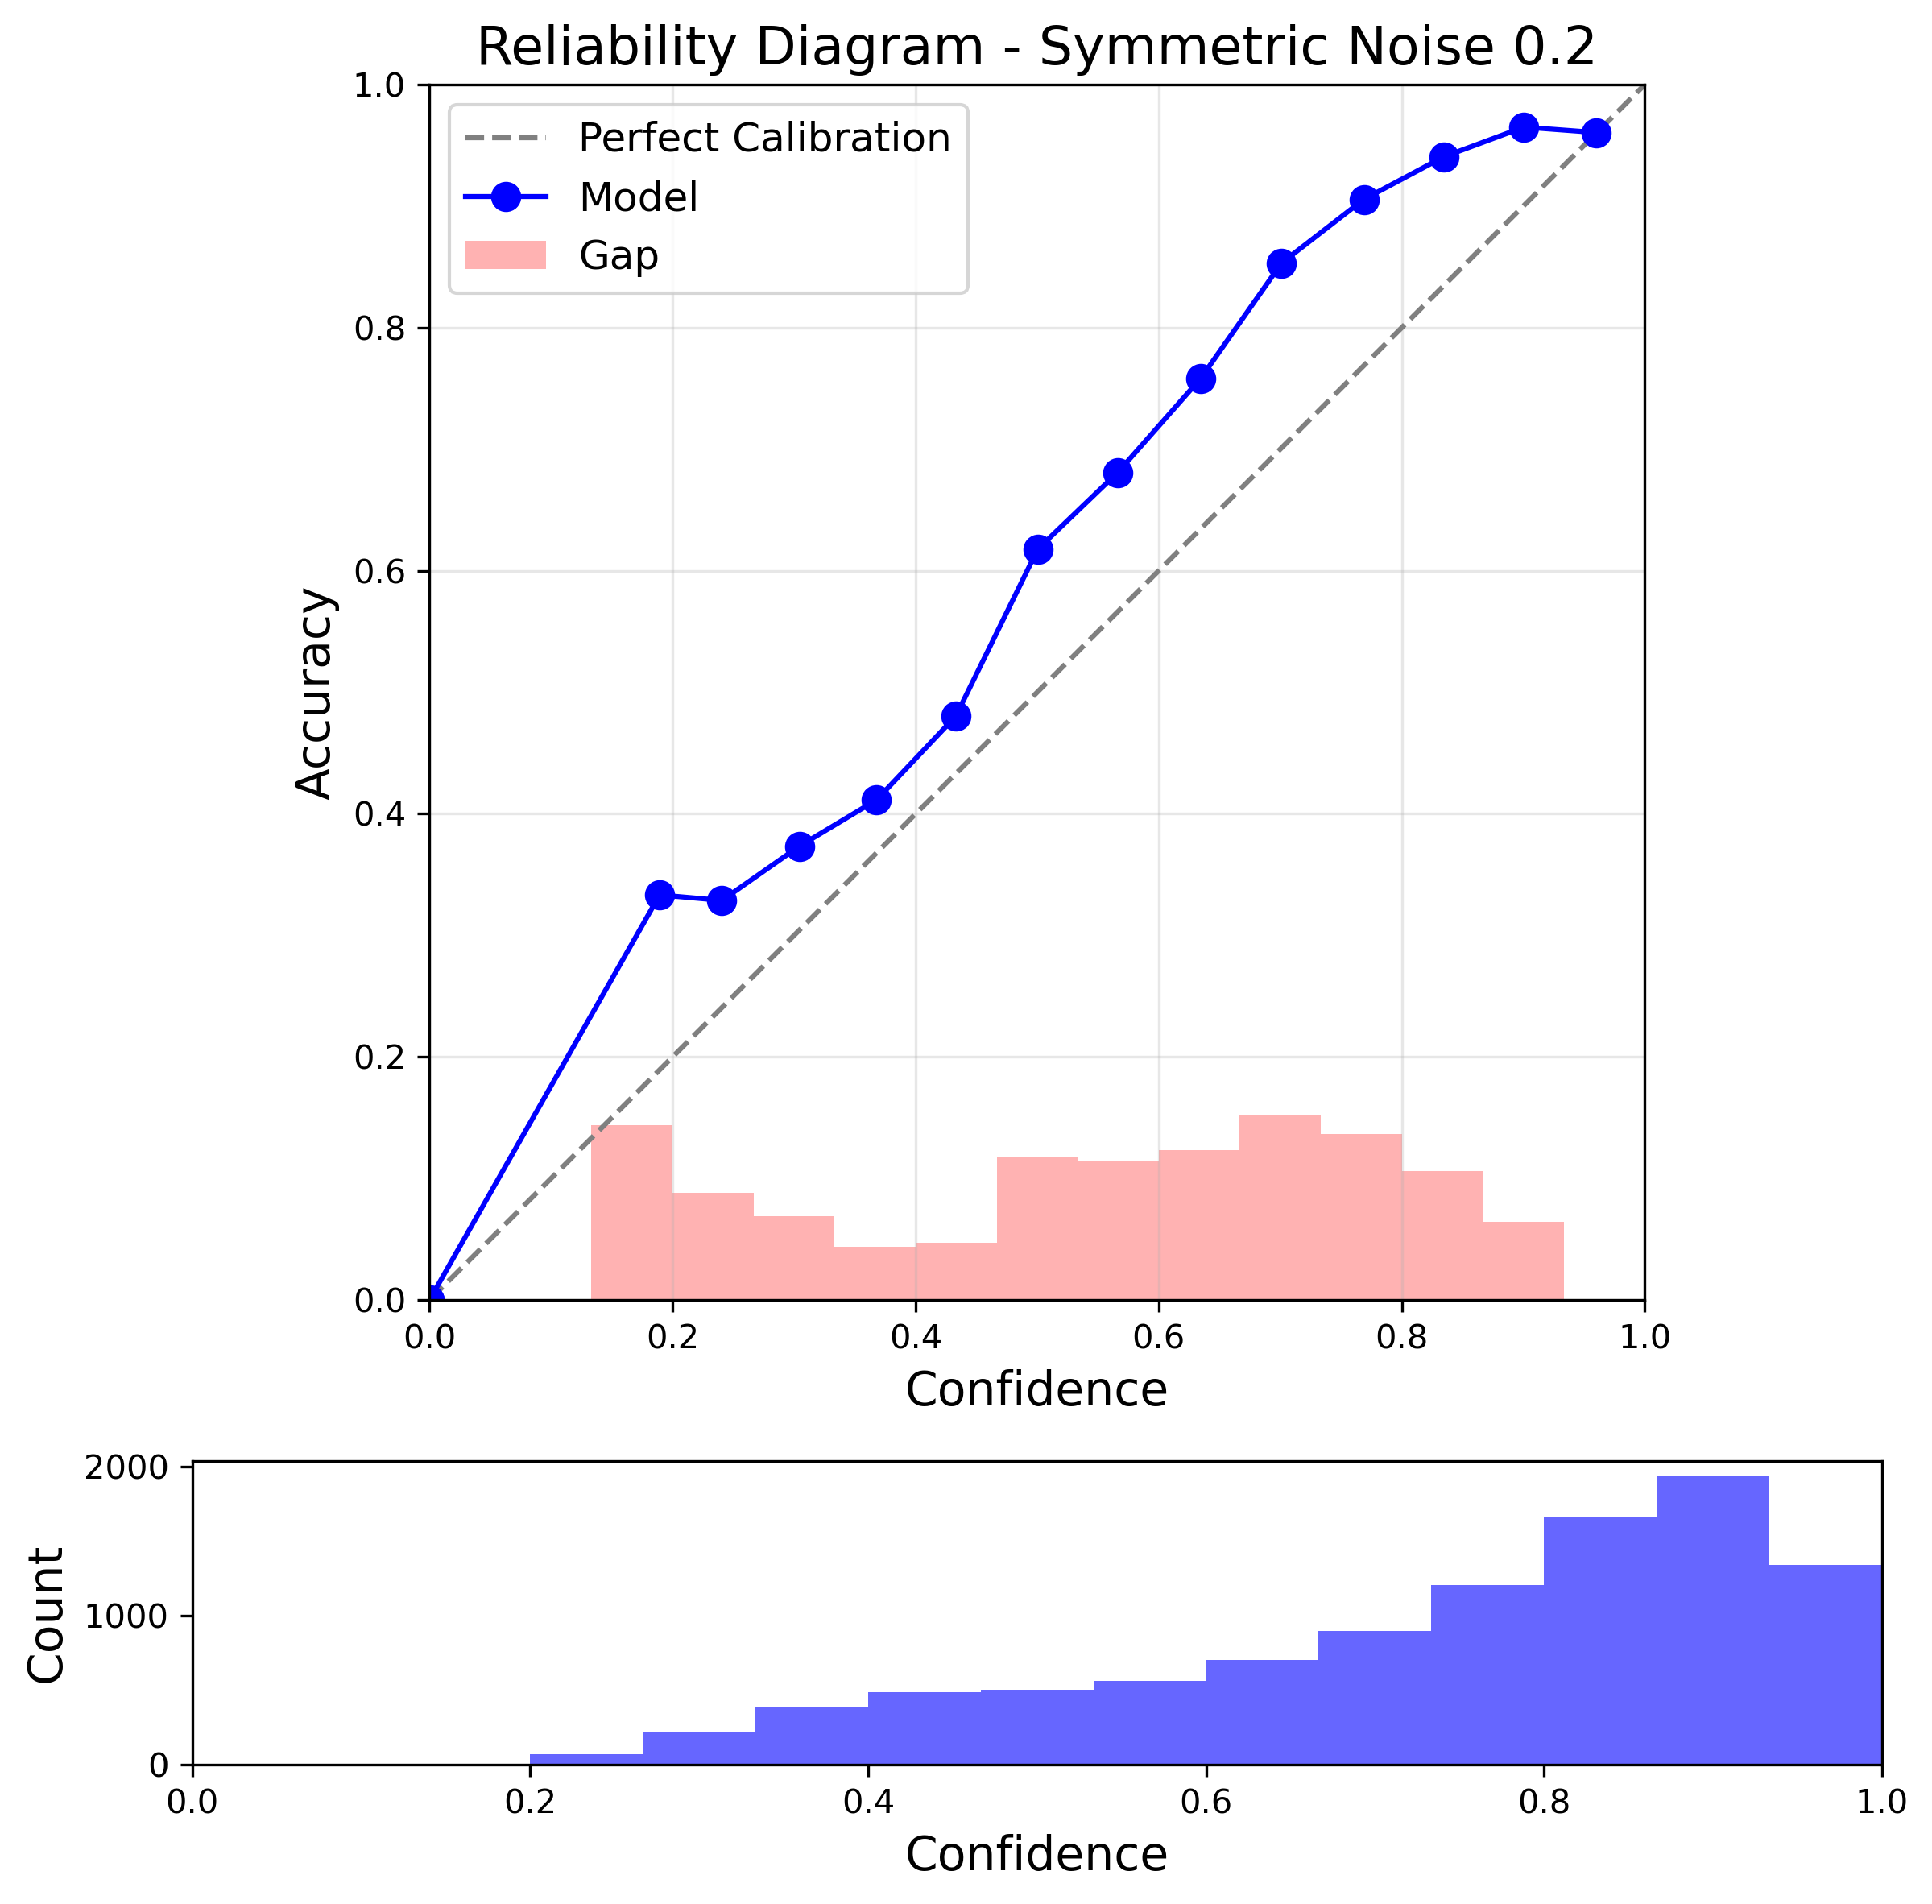 Reliability Diagram - Symmetric Noise 0.2
1.0
0.8
0.6
0.4
0.2
0.0
Accuracy
Perfect Calibration
Model
Gap
0.0 0.2 0.4 0.6 0.8 1.0
Confidence
2000
1000
0
Count
0.0 0.2 0.4 0.6 0.8 1.0
Confidence